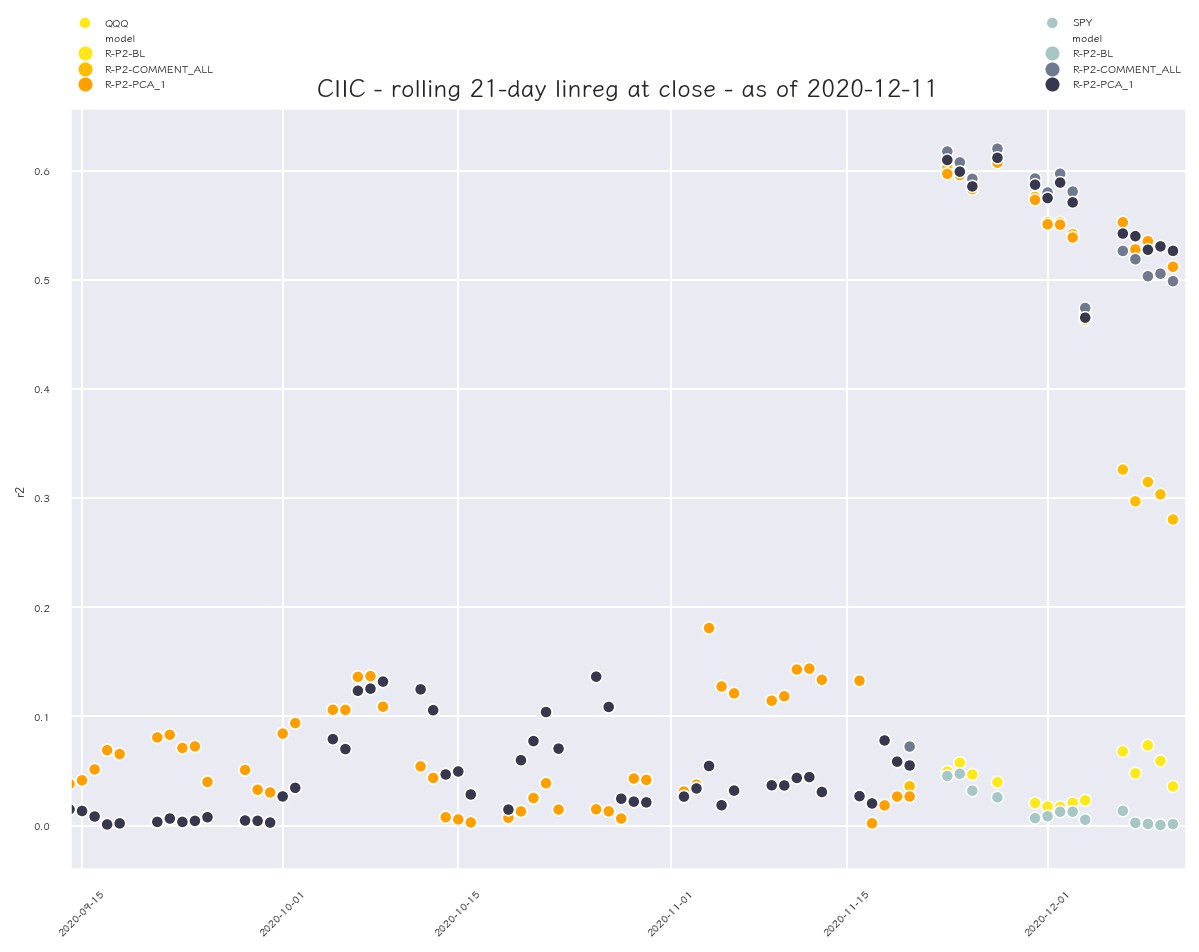 QQQ
model
R-P2-BL
R-P2-COMMENT_ALL
R-P2-PCA_1
SPY
model
R-P2-BL
R-P2-COMMENT_ALL
R-P2-PCA_1
CIIC - rolling 21-day linreg at close - as of 2020-12-11
r2
0.6
0.5
0.4
0.3
0.2
0.1
0.0
2020-09-15
2020-10-01
2020-10-15
2020-11-01
2020-11-15
2020-12-01